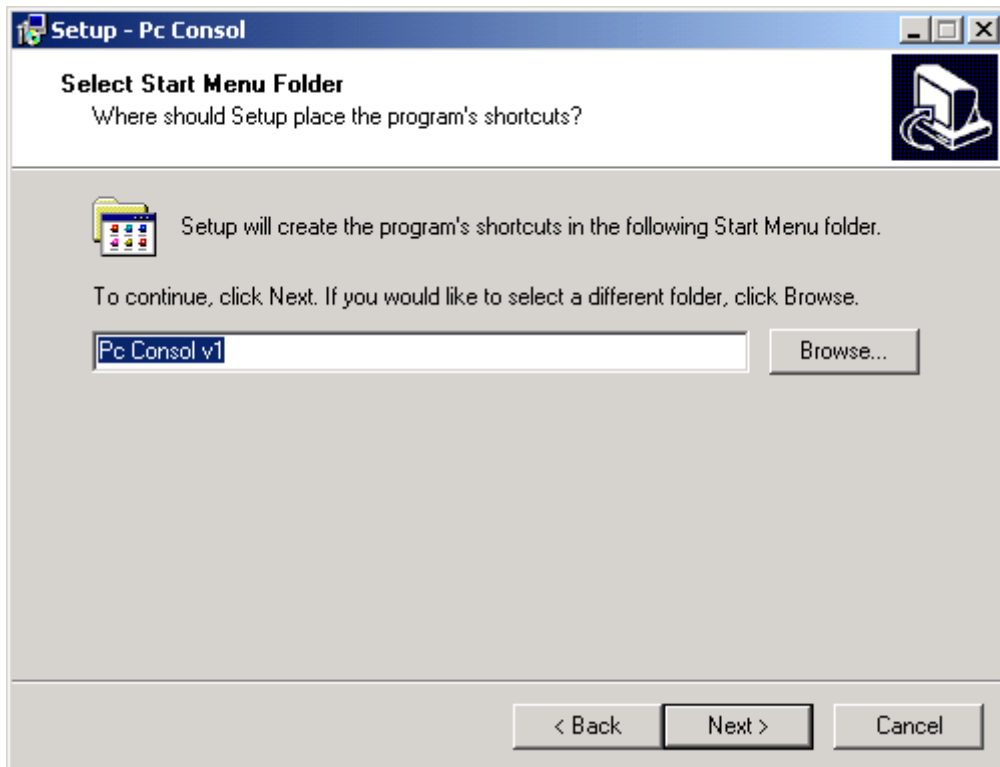 Setup - Pc Consol
Select Start Menu Folder
Where should Setup place the program's shortcuts?
Setup will create the program's shortcuts in the following Start Menu folder.
To continue, click Next. If you would like to select a different folder, click Browse.
Pc Consol v1
Browse...
< Back
Next >
Cancel